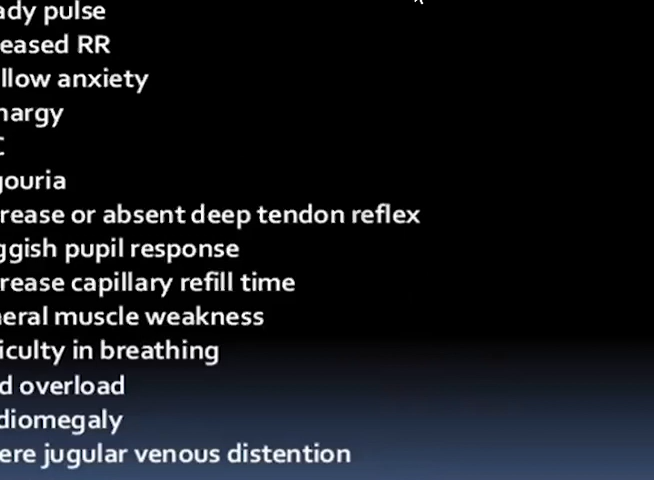 ady pulse
eased RR
llow anxiety
hargy
C
gouria
rease or absent deep tendon reflex
ggish pupil response
rease capillary refill time
neral muscle weakness
iculty in breathing
d overload
diomegaly
ere jugular venous distention